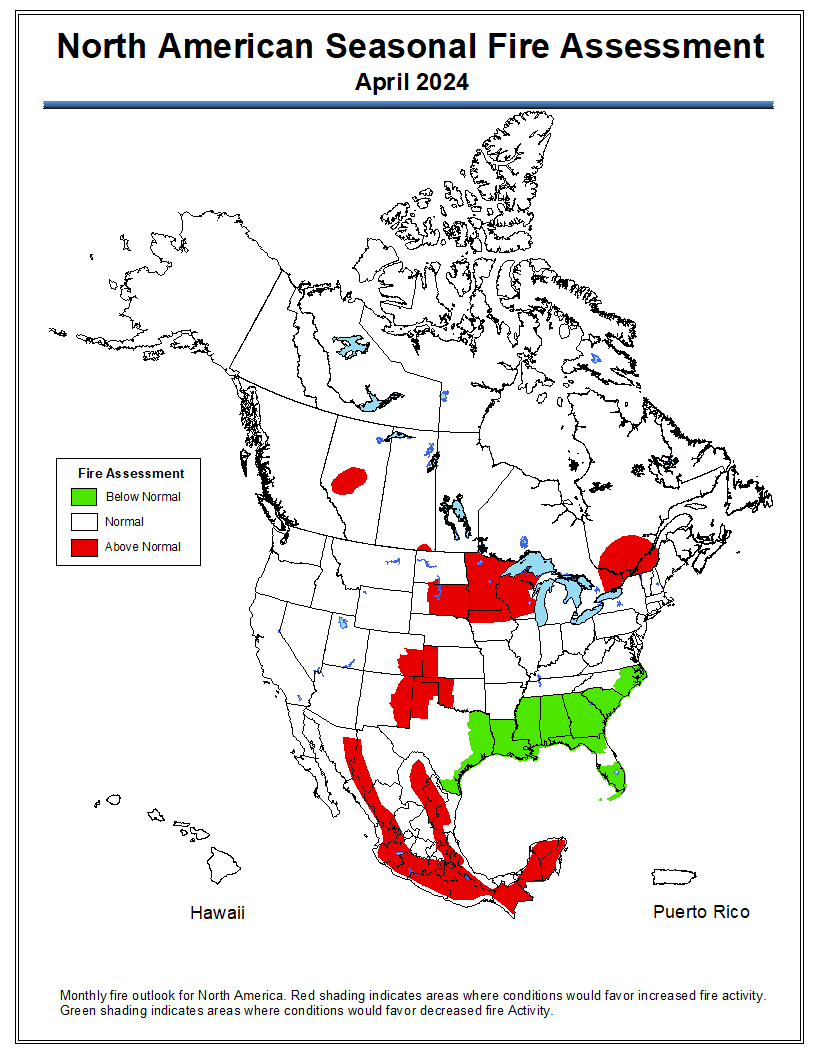 North American Seasonal Fire Assessment
April 2024
Fire Assessment
Below Normal
Normal
Above Normal
Hawaii
Puerto Rico
Monthly fire outlook for North America. Red shading indicates areas where conditions would favor increased fire activity.
Green shading indicates areas where conditions would favor decreased fire Activity.